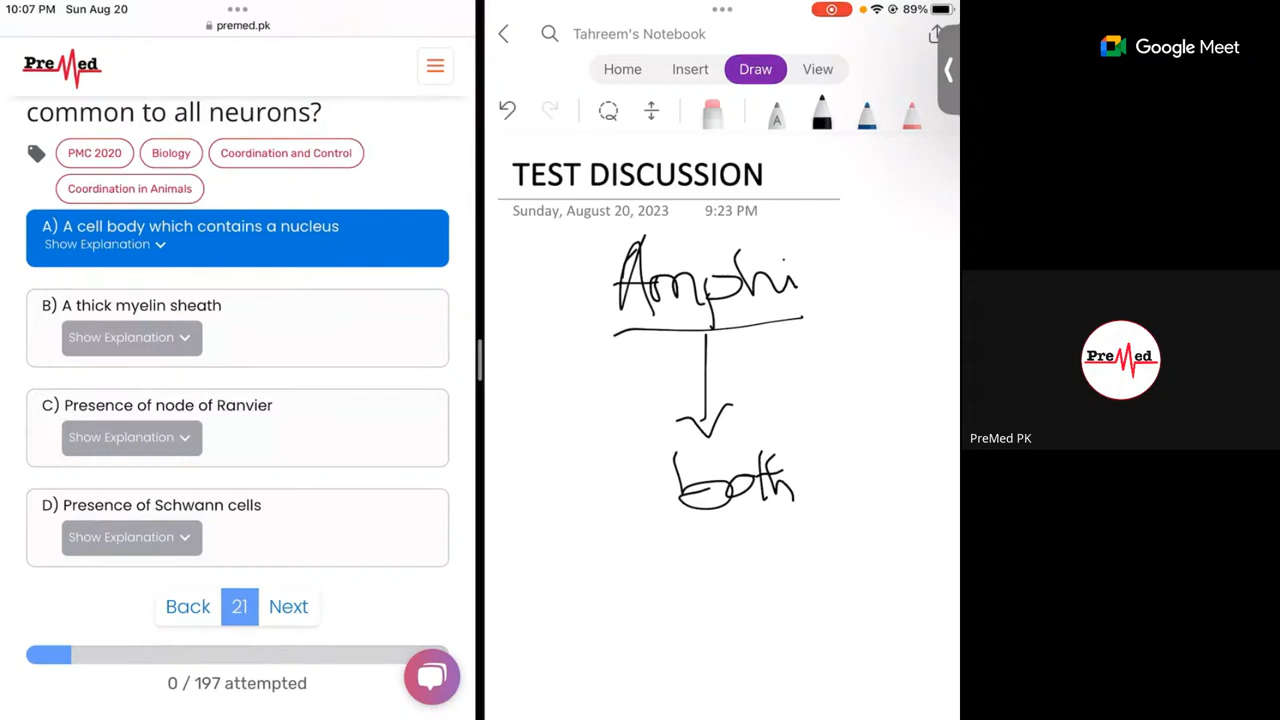 10:07 PM Sun Aug 20
premed.pk
PreMed
common to all neurons?
PMC 2020
Biology
Coordination and Control
Coordination in Animals
A) A cell body which contains a nucleus
Show Explanation
B) A thick myelin sheath
Show Explanation
C) Presence of node of Ranvier
Show Explanation
D) Presence of Schwann cells
Show Explanation
Back 21 Next
0 / 197 attempted
89%
Tahreem's Notebook
Home Insert Draw View
A
TEST DISCUSSION
Sunday, August 20, 2023 9:23 PM
Amphi
both
Google Meet
PreMed
PreMed PK